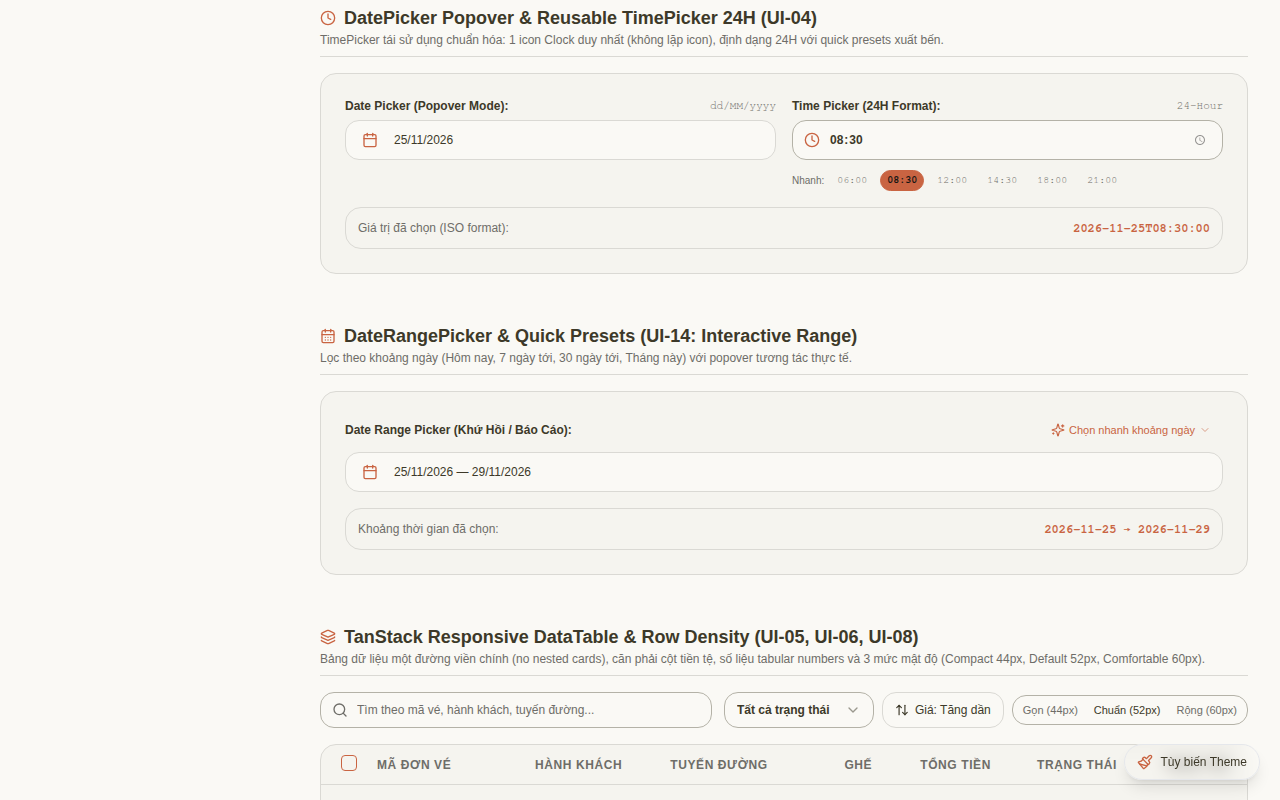 DatePicker Popover & Reusable TimePicker 24H (UI-04)
TimePicker tái sử dụng chuẩn hóa: 1 icon Clock duy nhất (không lặp icon), định dạng 24H với quick presets xuất bến.
Date Picker (Popover Mode): dd/MM/yyyy
Time Picker (24H Format): 24-Hour
25/11/2026
08:30
Nhanh: 06:00 08:30 12:00 14:30 18:00 21:00
Giá trị đã chọn (ISO format): 2026-11-25T08:30:00
DateRangePicker & Quick Presets (UI-14: Interactive Range)
Lọc theo khoảng ngày (Hôm nay, 7 ngày tới, 30 ngày tới, Tháng này) với popover tương tác thực tế.
Date Range Picker (Khứ Hồi / Báo Cáo): Chọn nhanh khoảng ngày
25/11/2026 — 29/11/2026
Khoảng thời gian đã chọn: 2026-11-25 → 2026-11-29
TanStack Responsive DataTable & Row Density (UI-05, UI-06, UI-08)
Bảng dữ liệu một đường viền chính (no nested cards), căn phải cột tiền tệ, số liệu tabular numbers và 3 mức mật độ (Compact 44px, Default 52px, Comfortable 60px).
Tìm theo mã vé, hành khách, tuyến đường... Tất cả trạng thái Giá: Tăng dần Gọn (44px) Chuẩn (52px) Rộng (60px)
MÃ ĐƠN VÉ HÀNH KHÁCH TUYẾN ĐƯỜNG GHẾ TỔNG TIỀN TRẠNG THÁI
Tùy biến Theme